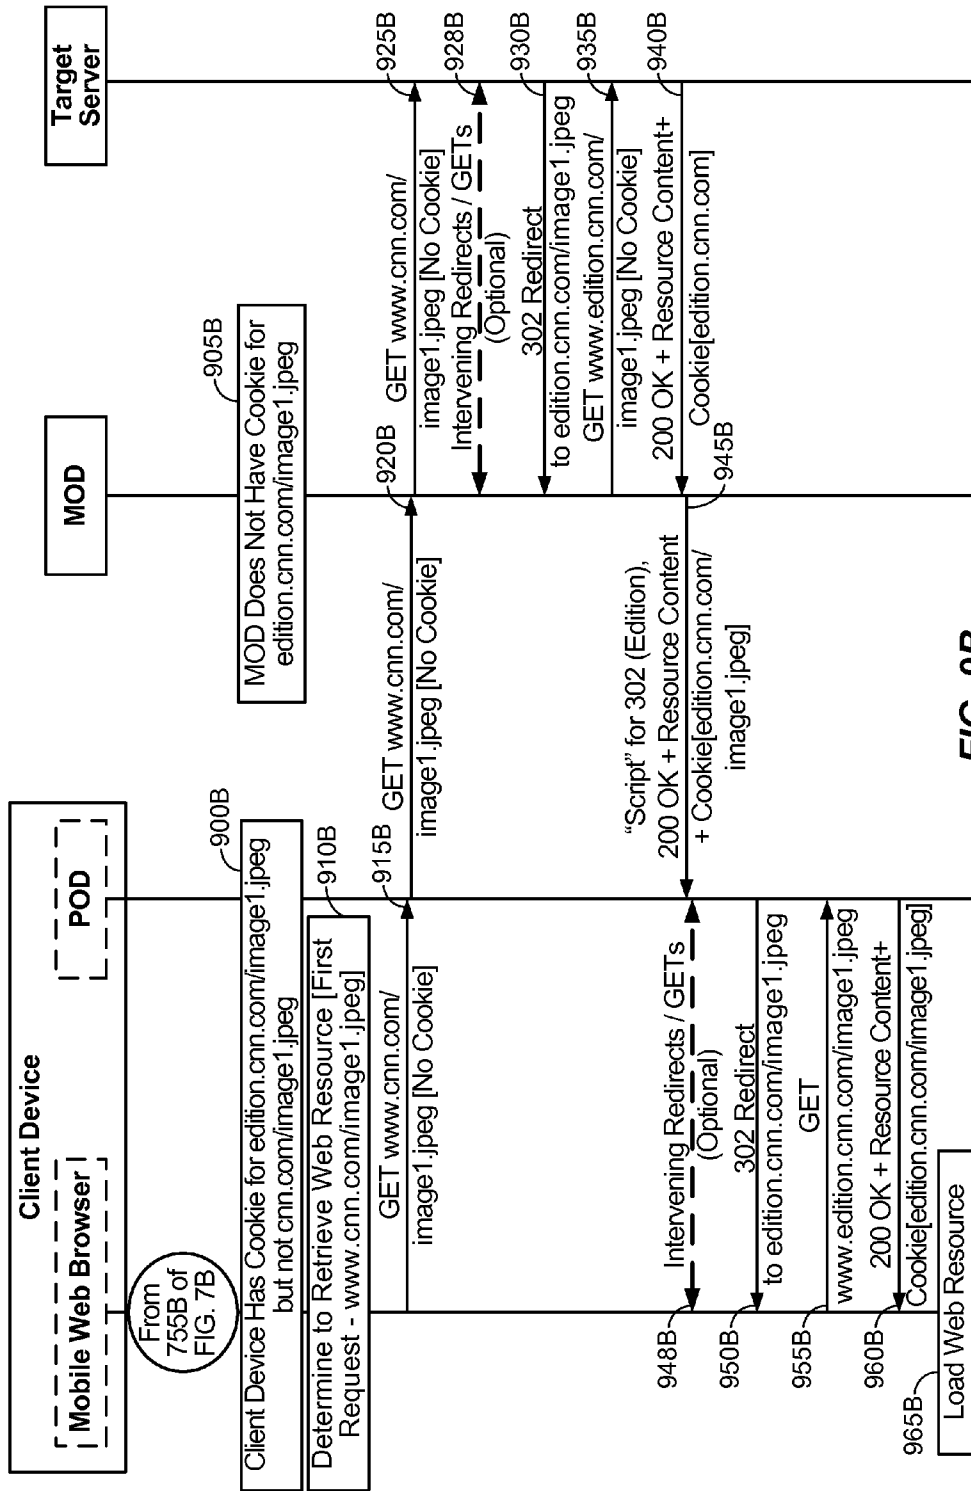 Client Device
Mobile Web Browser
POD
MOD
Target
Server
From
755B of
FIG. 7B
900B
Client Device Has Cookie for edition.cnn.com/image1.jpeg
but not cnn.com/image1.jpeg
905B
MOD Does Not Have Cookie for
edition.cnn.com/image1.jpeg
910B
Determine to Retrieve Web Resource [First
Request - www.cnn.com/image1.jpeg]
915B
GET www.cnn.com/
image1.jpeg [No Cookie]
920B
GET www.cnn.com/
image1.jpeg [No Cookie]
925B
GET www.cnn.com/
image1.jpeg [No Cookie]
928B
Intervening Redirects / GETs
(Optional)
930B
302 Redirect
to edition.cnn.com/image1.jpeg
935B
GET www.edition.cnn.com/
image1.jpeg [No Cookie]
940B
200 OK + Resource Content+
Cookie[edition.cnn.com]
945B
“Script” for 302 (Edition),
200 OK + Resource Content
+ Cookie[edition.cnn.com/
image1.jpeg]
948B
Intervening Redirects / GETs
(Optional)
950B
302 Redirect
to edition.cnn.com/image1.jpeg
955B
GET
www.edition.cnn.com/image1.jpeg
960B
200 OK + Resource Content+
Cookie[edition.cnn.com/image1.jpeg]
965B
Load Web Resource
FIG. 9B